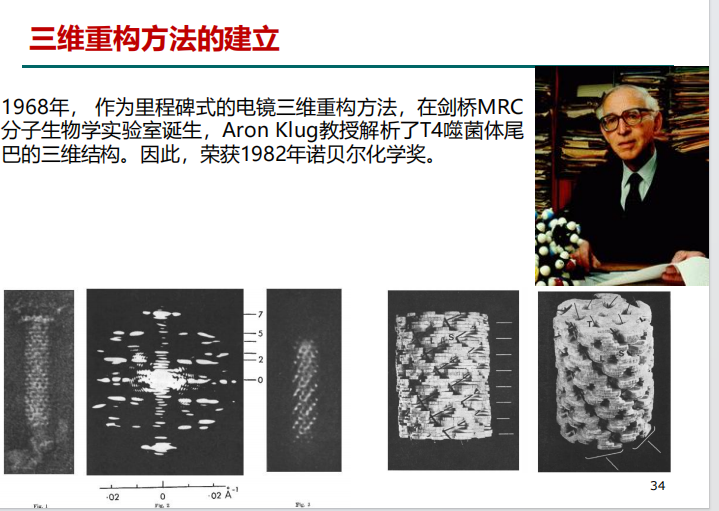 三维重构方法的建立
1968年， 作为里程碑式的电镜三维重构方法，在剑桥MRC
分子生物学实验室诞生，Aron Klug教授解析了T4噬菌体尾
巴的三维结构。因此，荣获1982年诺贝尔化学奖。
7
5
2
0
·02 0 ·02 Å⁻¹
Fig. 1
Fig. 2
Fig. 3
34